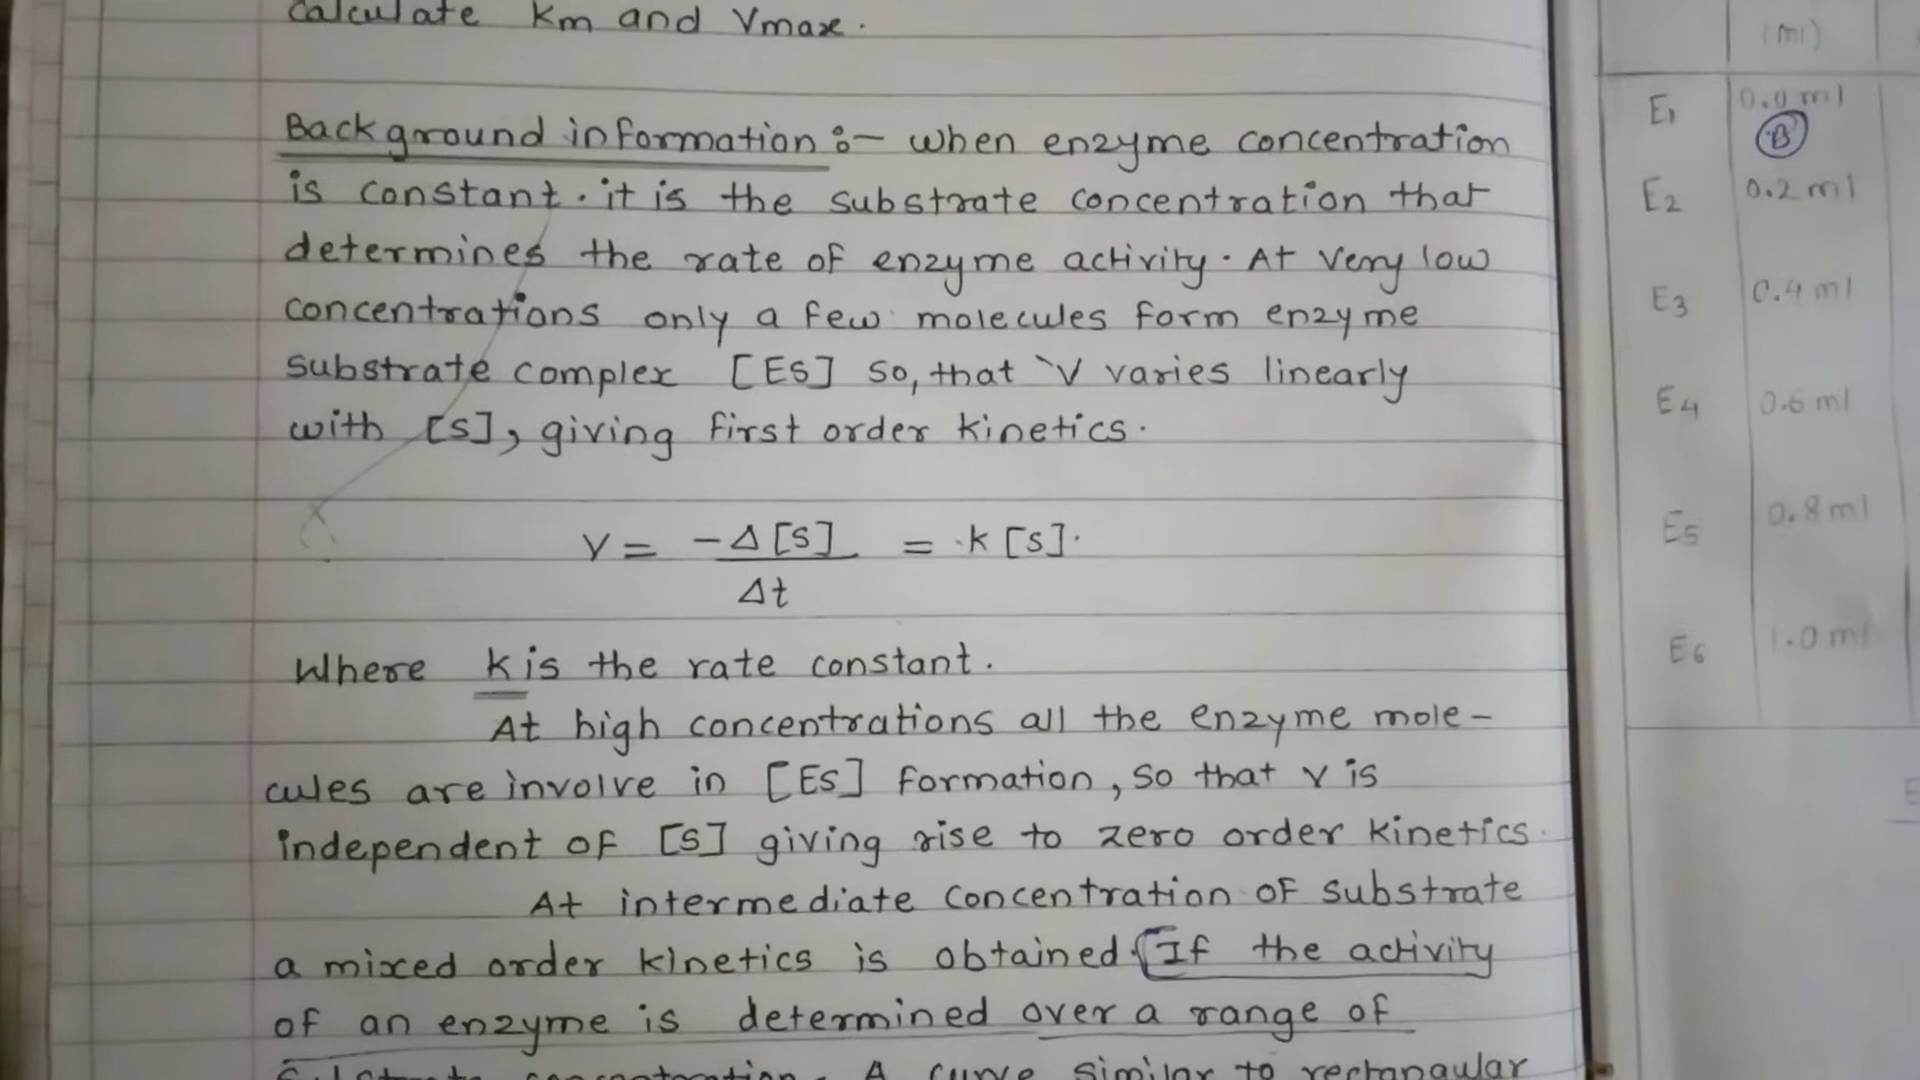 calculate Km and Vmax.
Background information :- when enzyme concentration
is constant. it is the substrate concentration that
determines the rate of enzyme activity. At very low
concentrations only a few molecules form enzyme
substrate complex [ES] so, that V varies linearly
with [S], giving first order kinetics.
V = -Δ[S] / Δt = k[S].
Where k is the rate constant.
At high concentrations all the enzyme mole-
cules are involve in [ES] formation, so that v is
independent of [S] giving rise to zero order kinetics.
At intermediate concentration of substrate
a mixed order kinetics is obtained. [If the activity
of an enzyme is determined over a range of
A curve similar to rectangular
(ml)
E1 0.0 ml
B
E2 0.2 ml
E3 0.4 ml
E4 0.6 ml
E5 0.8 ml
E6 1.0 ml